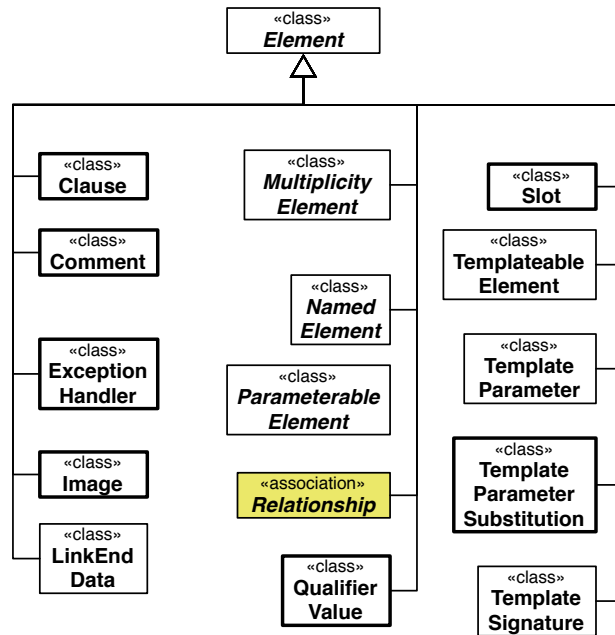 «class»
Element
«class»
Clause
«class»
Comment
«class»
Exception
Handler
«class»
Image
«class»
LinkEnd
Data
«class»
Multiplicity
Element
«class»
Named
Element
«class»
Parameterable
Element
«association»
Relationship
«class»
Qualifier
Value
«class»
Slot
«class»
Templateable
Element
«class»
Template
Parameter
«class»
Template
Parameter
Substitution
«class»
Template
Signature